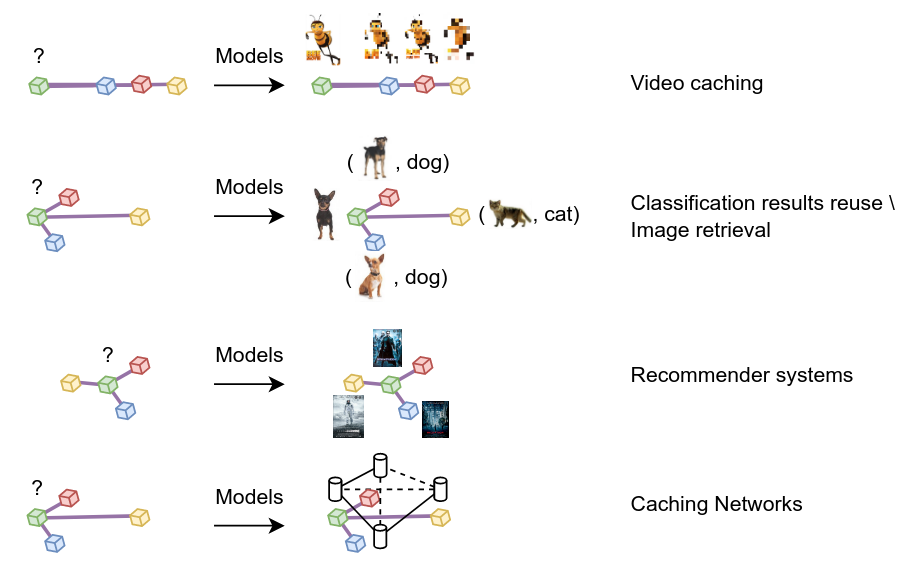 ?
Models
Video caching
?
Models
( , dog)
( , cat)
( , dog)
Classification results reuse \
Image retrieval
?
Models
Recommender systems
?
Models
Caching Networks